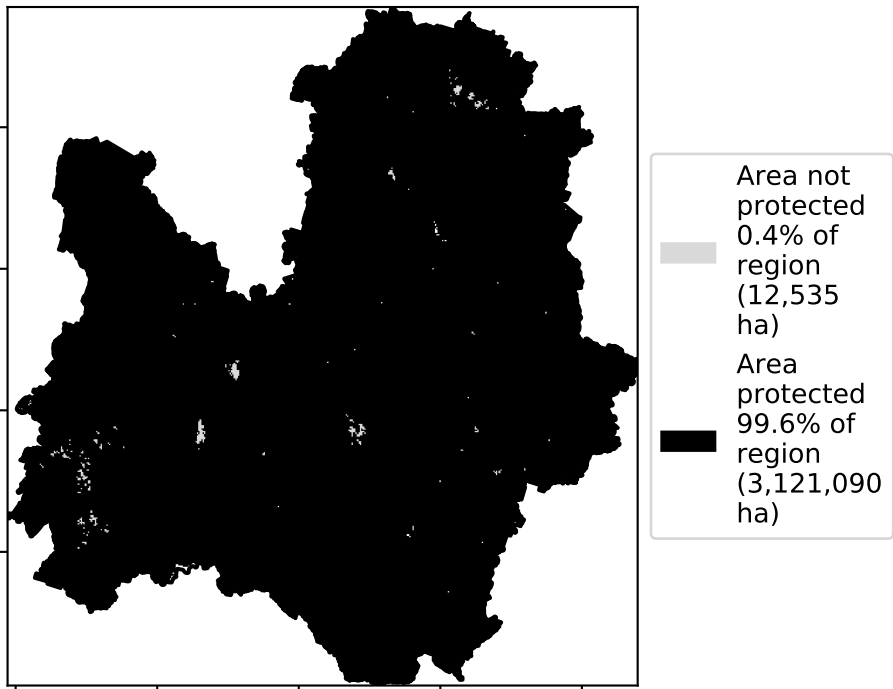 Area not
protected
0.4% of
region
(12,535
ha)
Area
protected
99.6% of
region
(3,121,090
ha)